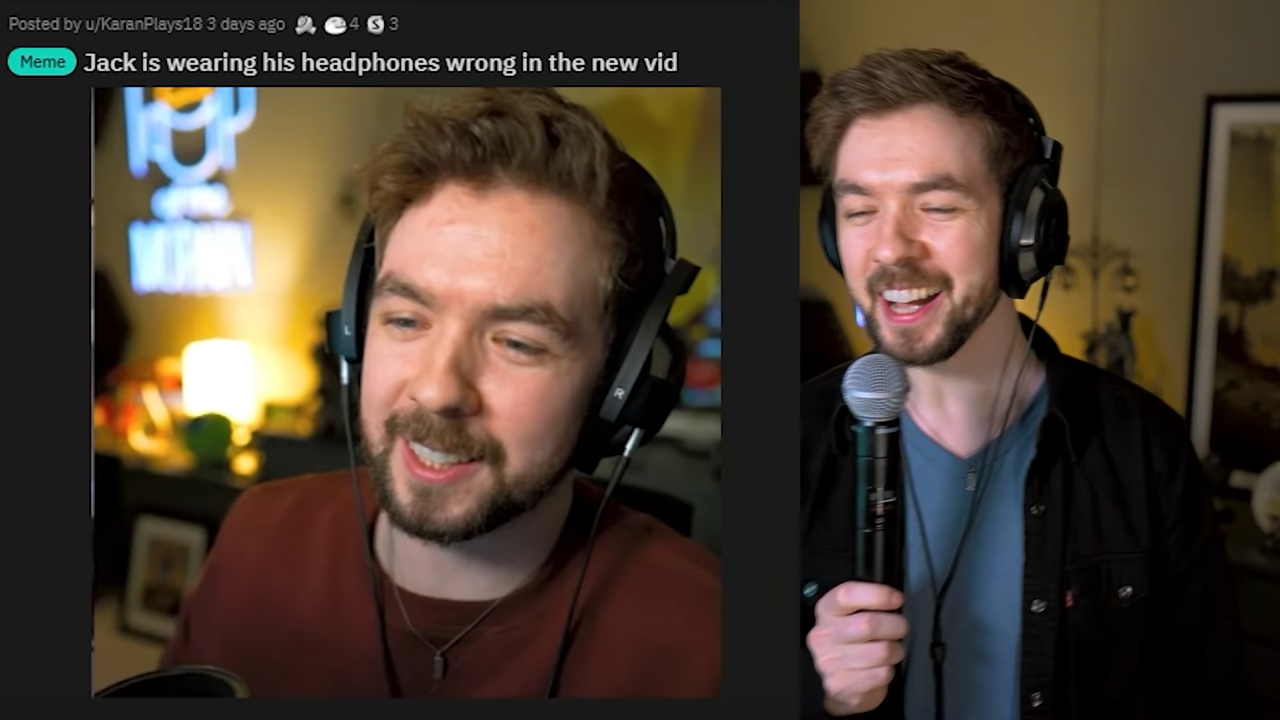 Posted by u/KaranPlays18 3 days ago 4 3
Meme Jack is wearing his headphones wrong in the new vid
L
R